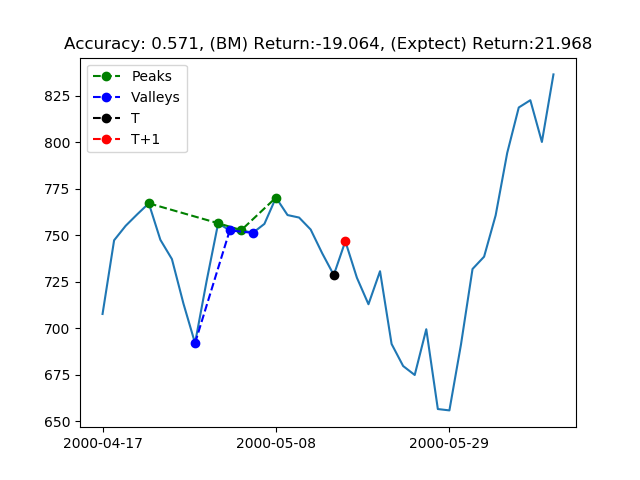 Accuracy: 0.571, (BM) Return:-19.064, (Exptect) Return:21.968
Peaks
Valleys
T
T+1
825
800
775
750
725
700
675
650
2000-04-17
2000-05-08
2000-05-29